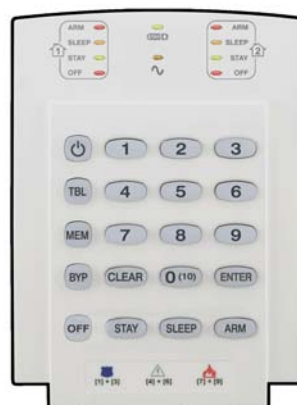 ARM ARM
SLEEP SLEEP
1 2
STAY STAY
OFF OFF
1 2 3
TBL 4 5 6
MEM 7 8 9
BYP CLEAR 0 (10) ENTER
OFF STAY SLEEP ARM
[1] + [3] [4] + [6] [7] + [9]